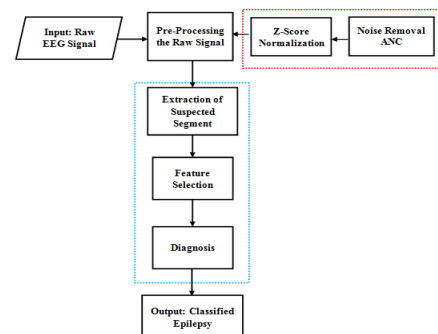 Input: Raw
EEG Signal
Pre-Processing
the Raw Signal
Z-Score
Normalization
Noise Removal
ANC
Extraction of
Suspected
Segment
Feature
Selection
Diagnosis
Output: Classified
Epilepsy